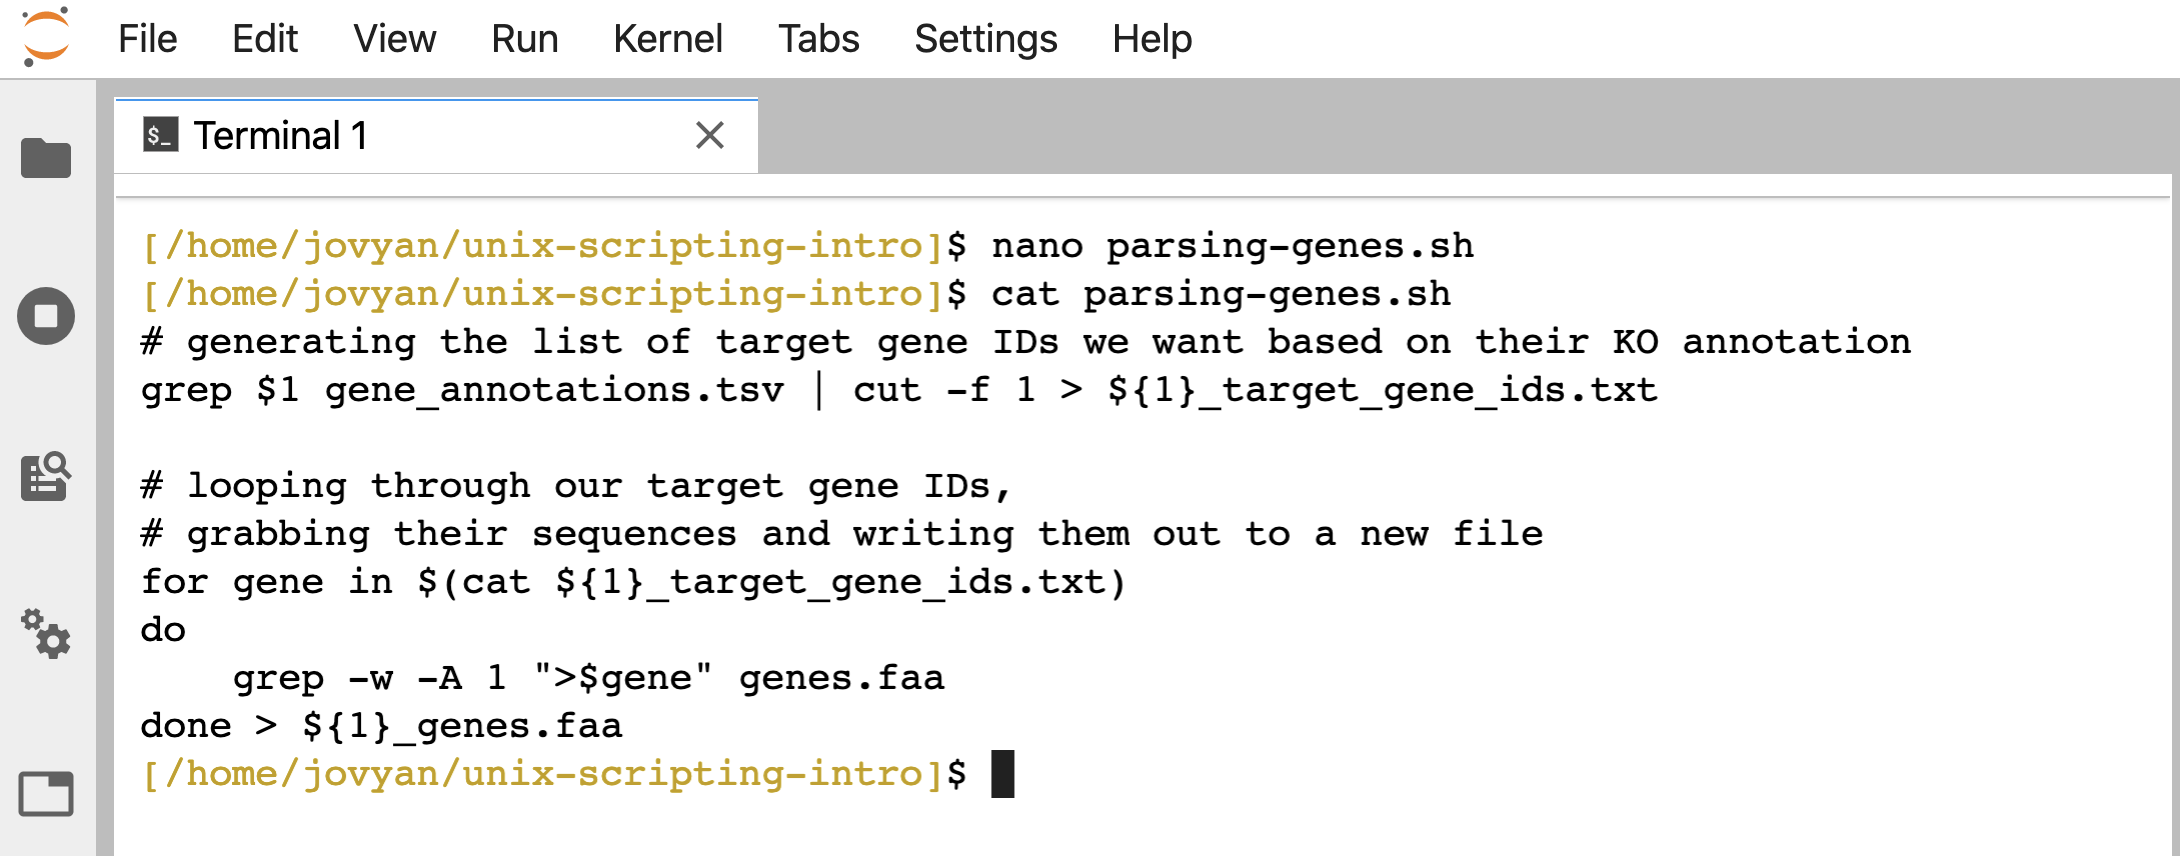 File Edit View Run Kernel Tabs Settings Help
$_ Terminal 1
[/home/jovyan/unix-scripting-intro]$ nano parsing-genes.sh
[/home/jovyan/unix-scripting-intro]$ cat parsing-genes.sh
# generating the list of target gene IDs we want based on their KO annotation
grep $1 gene_annotations.tsv | cut -f 1 > ${1}_target_gene_ids.txt

# looping through our target gene IDs,
# grabbing their sequences and writing them out to a new file
for gene in $(cat ${1}_target_gene_ids.txt)
do
    grep -w -A 1 ">$gene" genes.faa
done > ${1}_genes.faa
[/home/jovyan/unix-scripting-intro]$